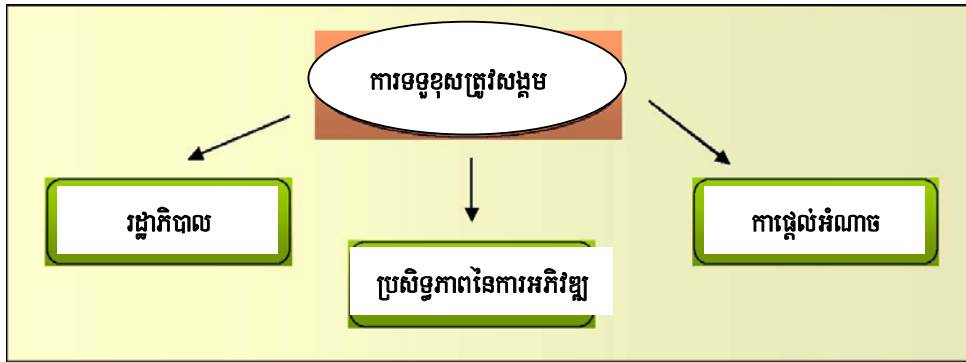 ការទទួខុសត្រូវសង្គម
រដ្ឋាភិបាល
កាផ្តេល់អំណាច
ប្រសិទ្ធភាពនៃការអភិវឌ្ឍ